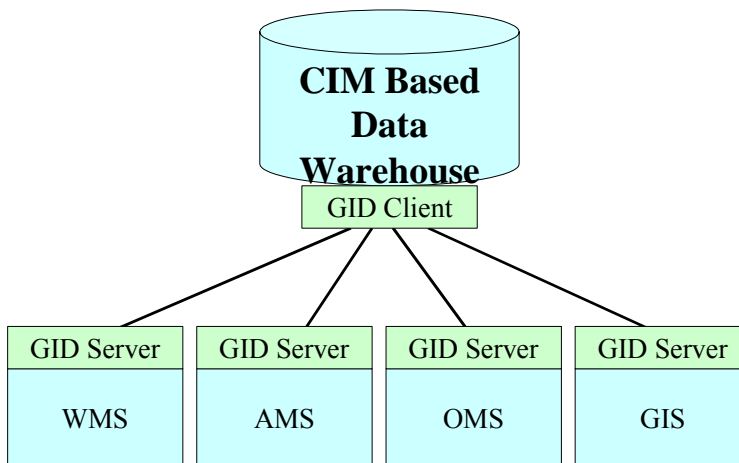 CIM Based
Data
Warehouse
GID Client
GID Server
GID Server
GID Server
GID Server
WMS
AMS
OMS
GIS